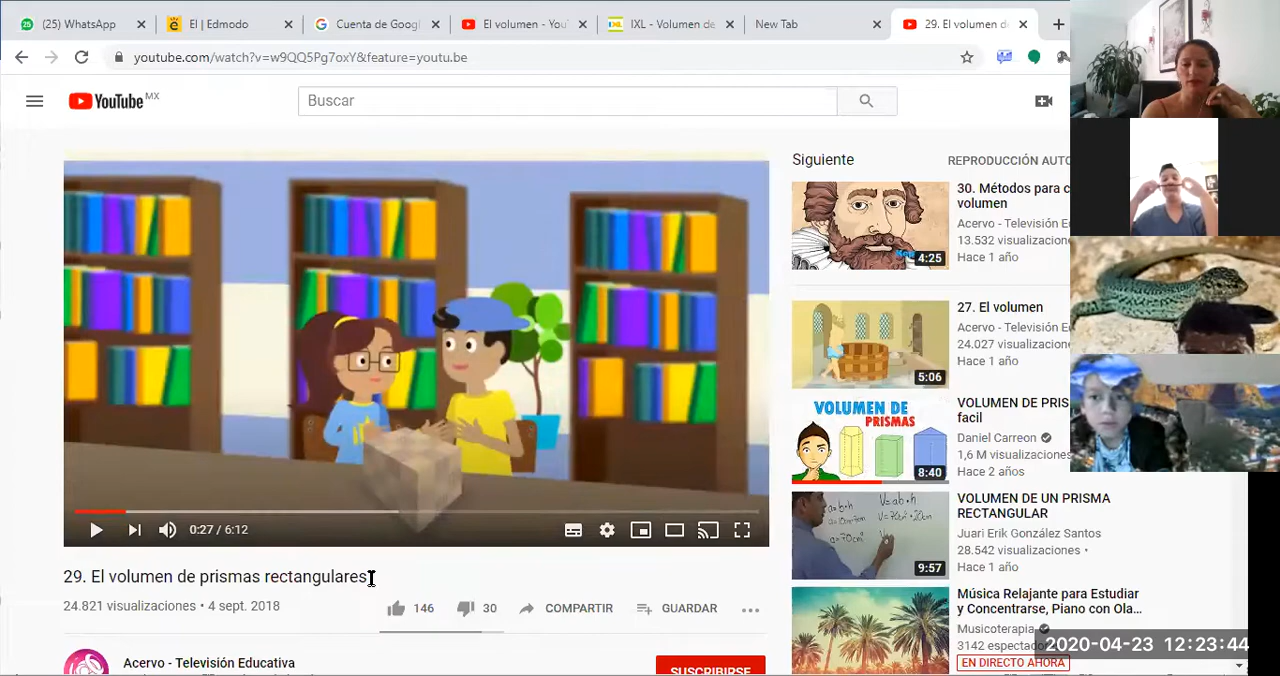 (25) WhatsApp
El | Edmodo
Cuenta de Goog
El volumen - You
IXL - Volumen de
New Tab
29. El volumen d
youtube.com/watch?v=w9QQ5Pg7oxY&feature=youtu.be
YouTube MX
Buscar
Siguiente
REPRODUCCIÓN AUTO
30. Métodos para c
volumen
Acervo - Televisión E
13.532 visualizacione
Hace 1 año
4:25
27. El volumen
Acervo - Televisión E
24.027 visualizacione
Hace 1 año
5:06
VOLUMEN DE
PRISMAS
8:40
VOLUMEN DE PRIS
facil
Daniel Carreon
1,6 M visualizacione
Hace 2 años
VOLUMEN DE UN PRISMA
RECTANGULAR
Juari Erik González Santos
28.542 visualizaciones •
Hace 1 año
9:57
0:27 / 6:12
29. El volumen de prismas rectangulares
24.821 visualizaciones • 4 sept. 2018
146
30
COMPARTIR
GUARDAR
Acervo - Televisión Educativa
SUSCRIBIRSE
Música Relajante para Estudiar
y Concentrarse, Piano con Ola...
Musicoterapia
3142 espectado
EN DIRECTO AHORA
2020-04-23 12:23:44